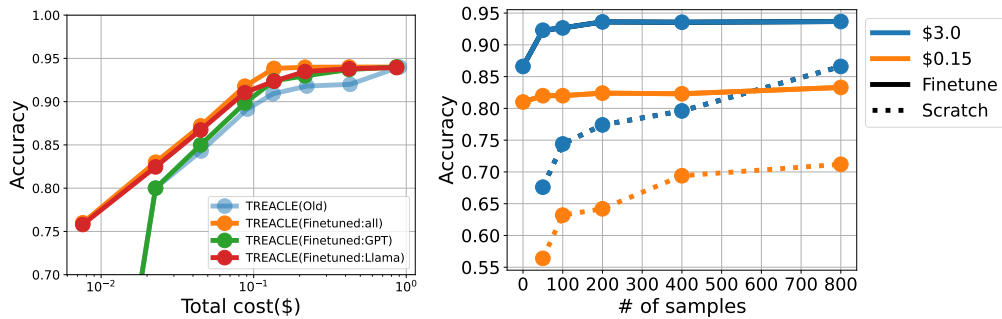 1.00
0.95
0.90
0.85
0.80
0.75
0.70
Accuracy
10⁻²
10⁻¹
10⁰
Total cost($)
TREACLE(Old)
TREACLE(Finetuned:all)
TREACLE(Finetuned:GPT)
TREACLE(Finetuned:Llama)
0.95
0.90
0.85
0.80
0.75
0.70
0.65
0.60
0.55
Accuracy
0 100 200 300 400 500 600 700 800
# of samples
$3.0
$0.15
Finetune
Scratch